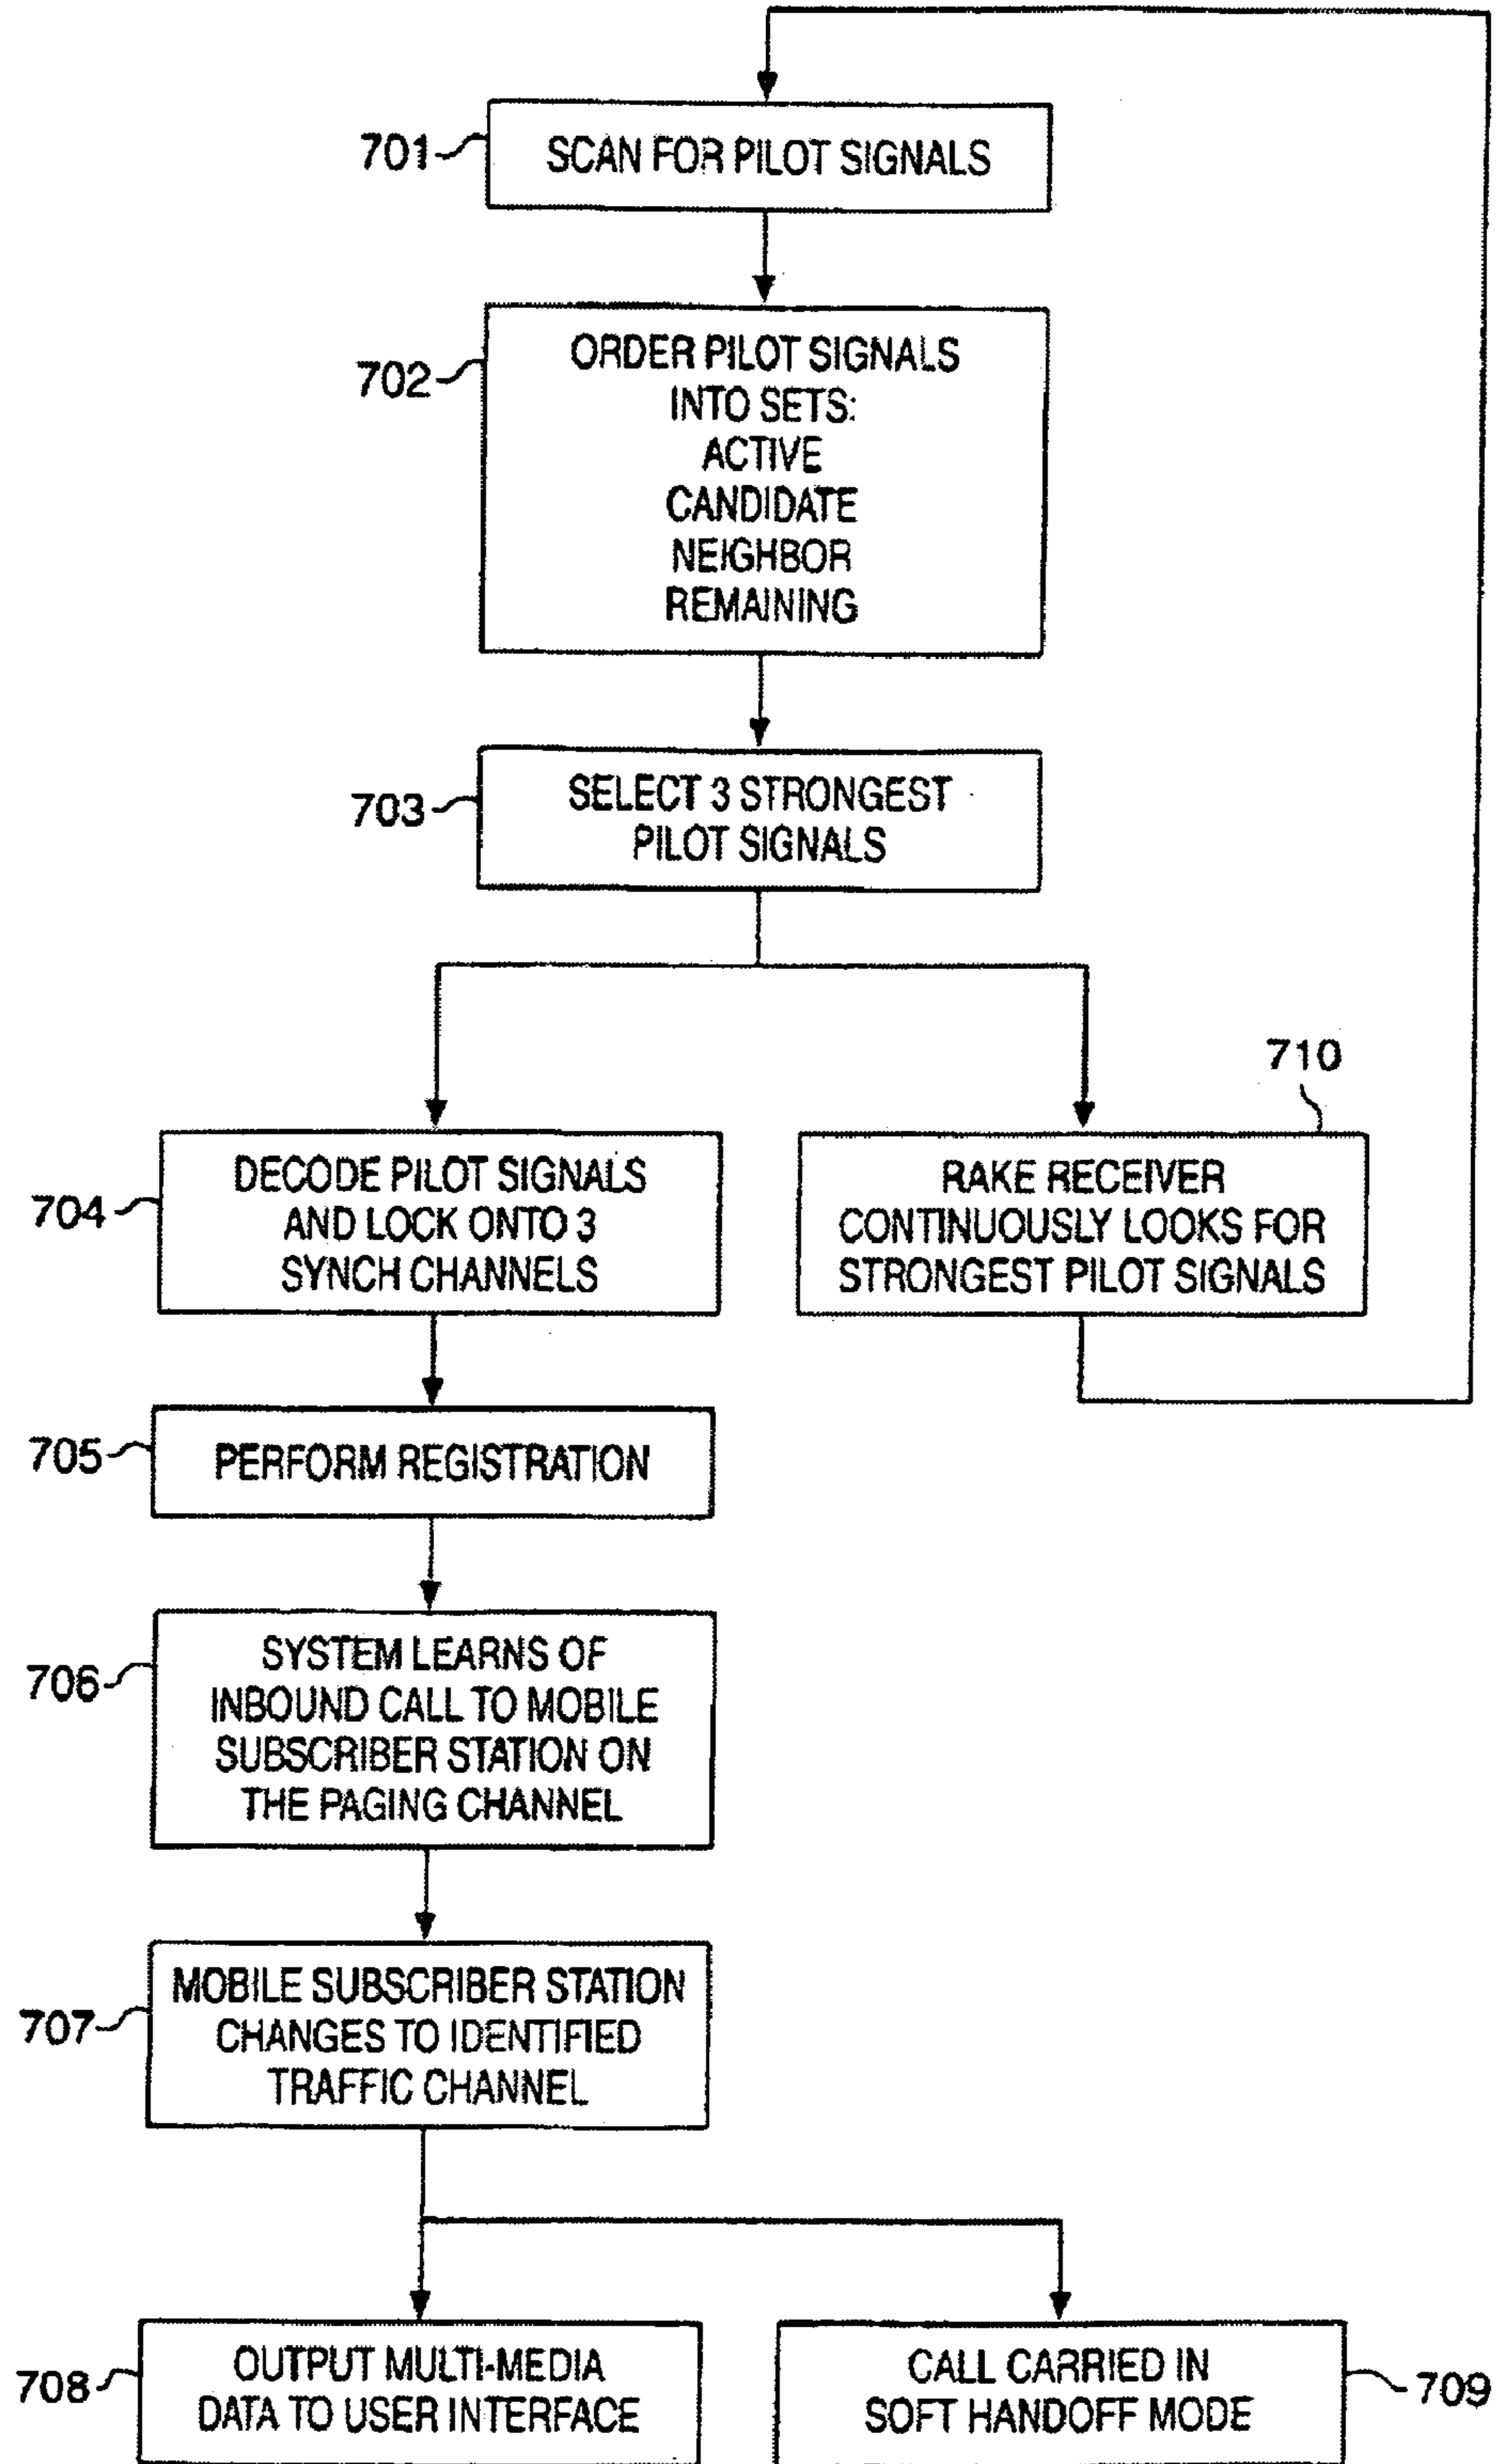 701
SCAN FOR PILOT SIGNALS
702
ORDER PILOT SIGNALS
INTO SETS:
ACTIVE
CANDIDATE
NEIGHBOR
REMAINING
703
SELECT 3 STRONGEST
PILOT SIGNALS
704
DECODE PILOT SIGNALS
AND LOCK ONTO 3
SYNCH CHANNELS
710
RAKE RECEIVER
CONTINUOUSLY LOOKS FOR
STRONGEST PILOT SIGNALS
705
PERFORM REGISTRATION
706
SYSTEM LEARNS OF
INBOUND CALL TO MOBILE
SUBSCRIBER STATION ON
THE PAGING CHANNEL
707
MOBILE SUBSCRIBER STATION
CHANGES TO IDENTIFIED
TRAFFIC CHANNEL
708
OUTPUT MULTI-MEDIA
DATA TO USER INTERFACE
CALL CARRIED IN
SOFT HANDOFF MODE
709